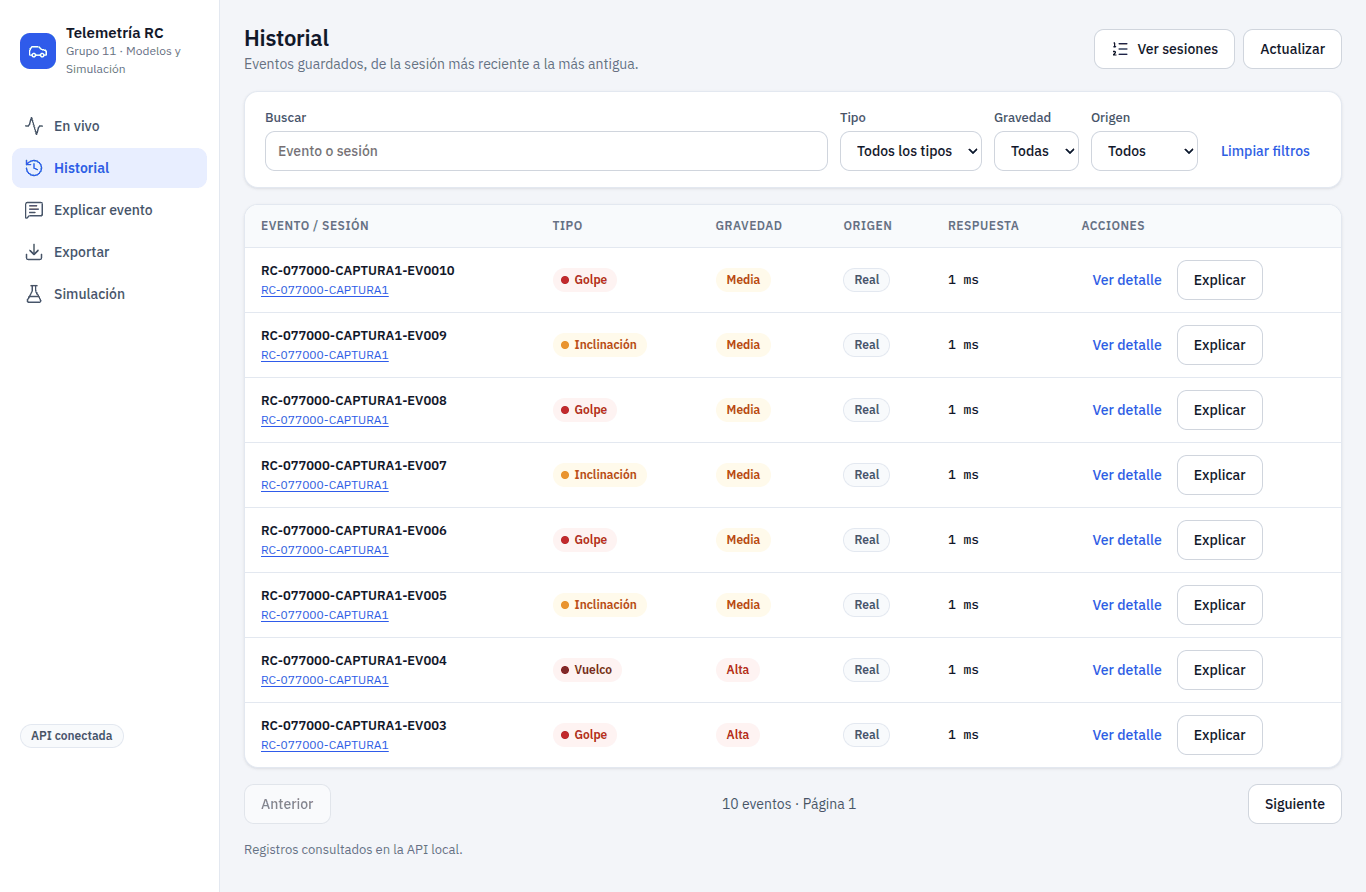 Telemetría RC
Grupo 11 · Modelos y
Simulación
En vivo
Historial
Explicar evento
Exportar
Simulación
API conectada
Historial
Eventos guardados, de la sesión más reciente a la más antigua.
Ver sesiones
Actualizar
Buscar
Tipo
Gravedad
Origen
Evento o sesión
Todos los tipos
Todas
Todos
Limpiar filtros
EVENTO / SESIÓN TIPO GRAVEDAD ORIGEN RESPUESTA ACCIONES
RC-077000-CAPTURA1-EV0010
RC-077000-CAPTURA1
Golpe Media Real 1 ms Ver detalle Explicar
RC-077000-CAPTURA1-EV009
RC-077000-CAPTURA1
Inclinación Media Real 1 ms Ver detalle Explicar
RC-077000-CAPTURA1-EV008
RC-077000-CAPTURA1
Golpe Media Real 1 ms Ver detalle Explicar
RC-077000-CAPTURA1-EV007
RC-077000-CAPTURA1
Inclinación Media Real 1 ms Ver detalle Explicar
RC-077000-CAPTURA1-EV006
RC-077000-CAPTURA1
Golpe Media Real 1 ms Ver detalle Explicar
RC-077000-CAPTURA1-EV005
RC-077000-CAPTURA1
Inclinación Media Real 1 ms Ver detalle Explicar
RC-077000-CAPTURA1-EV004
RC-077000-CAPTURA1
Vuelco Alta Real 1 ms Ver detalle Explicar
RC-077000-CAPTURA1-EV003
RC-077000-CAPTURA1
Golpe Alta Real 1 ms Ver detalle Explicar
Anterior
10 eventos · Página 1
Siguiente
Registros consultados en la API local.